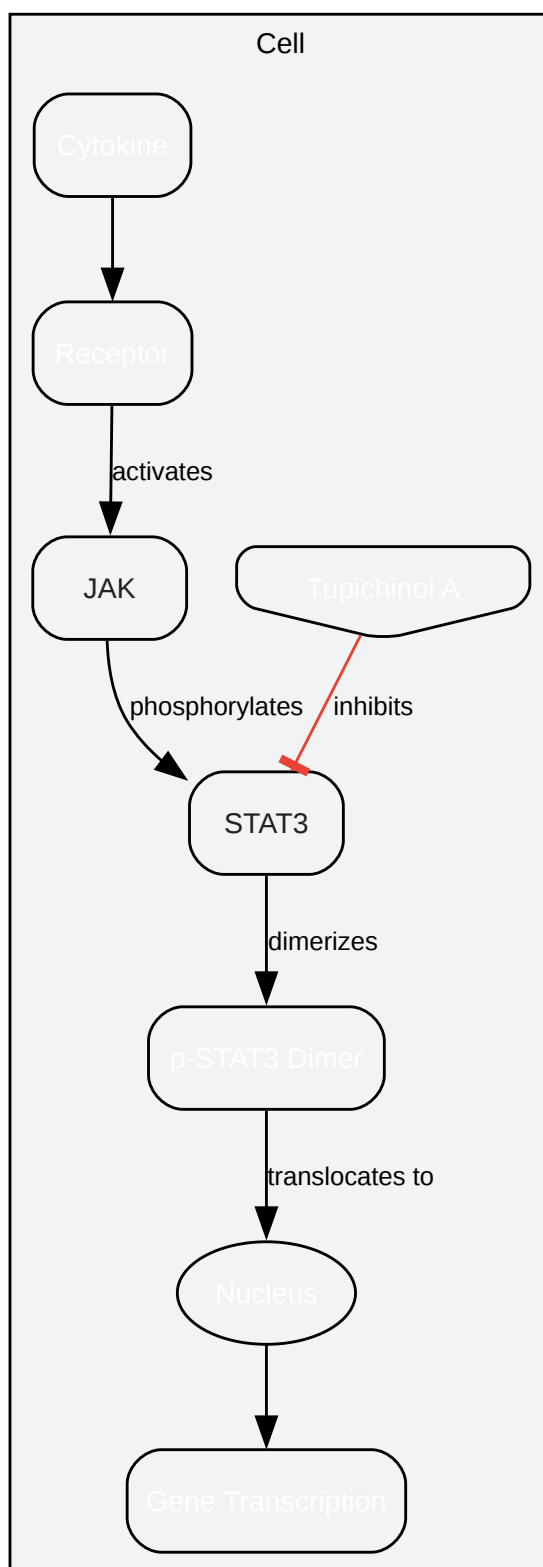 Cell
Cytokine
Receptor
activates
JAK
Tupichinol A
phosphorylates
inhibits
STAT3
dimerizes
p-STAT3 Dimer
translocates to
Nucleus
Gene Transcription